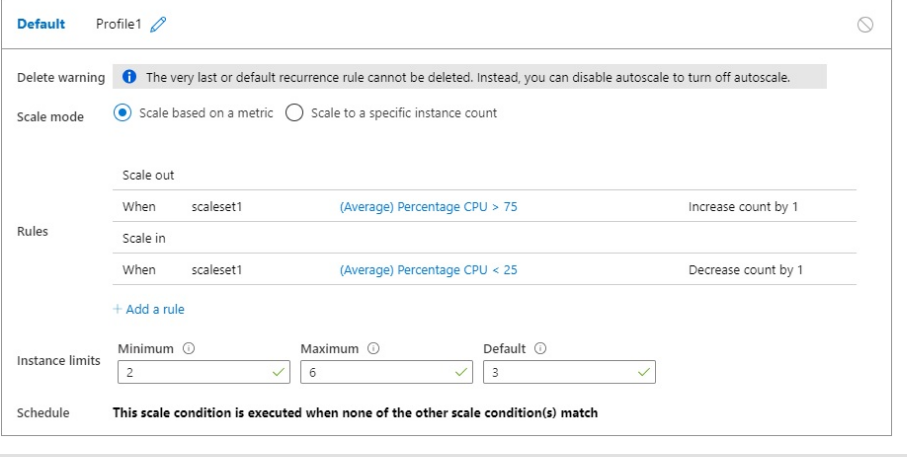 Default Profile1
Delete warning The very last or default recurrence rule cannot be deleted. Instead, you can disable autoscale to turn off autoscale.
Scale mode Scale based on a metric Scale to a specific instance count
Scale out
When scaleset1 (Average) Percentage CPU > 75 Increase count by 1
Rules
Scale in
When scaleset1 (Average) Percentage CPU < 25 Decrease count by 1
+ Add a rule
Minimum Maximum Default
Instance limits
2 6 3
Schedule This scale condition is executed when none of the other scale condition(s) match